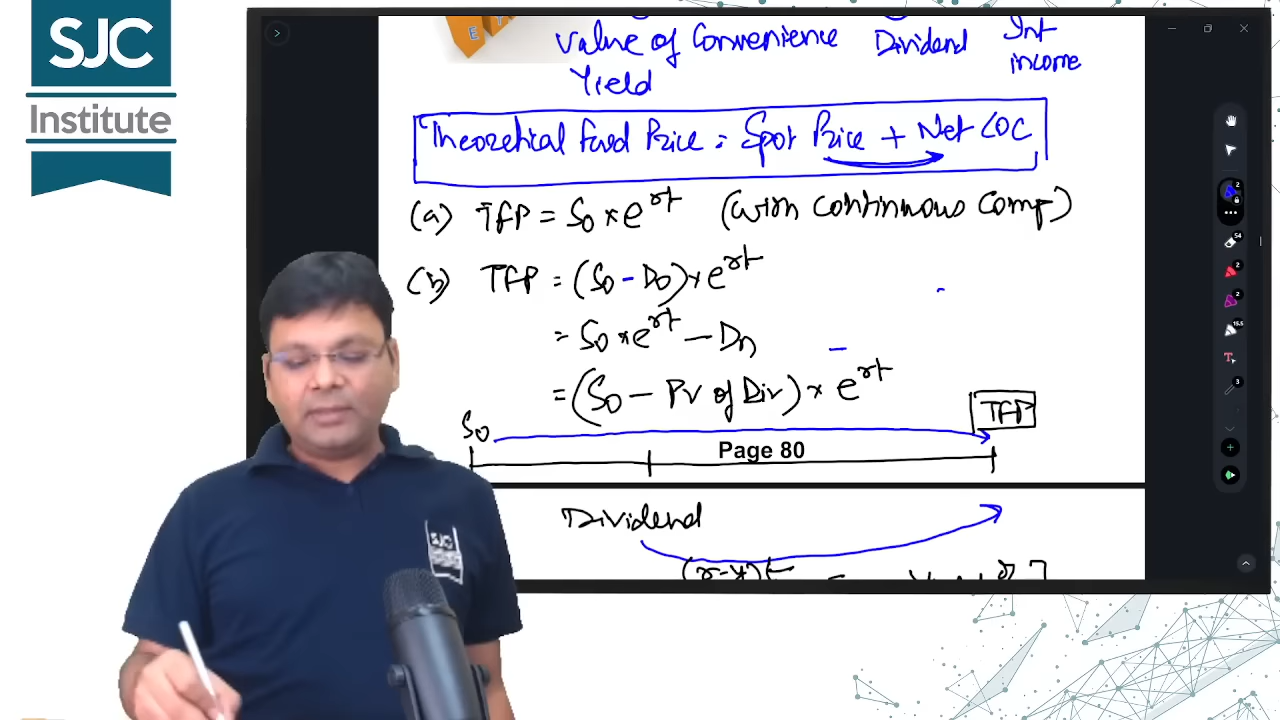 SJC
Institute
E
Value of Convenience Dividend Int
Yield income
Theoretical Fwd Price = Spot Price + Net COC
(a) TFP = S0 × e^rt (with continuous comp)
(b) TFP = (S0 - D0) × e^rt
= S0 × e^rt - Dn
= (S0 - PV of Div) × e^rt
S0 TFP
Page 80
Dividend
(r-y)t
SJC